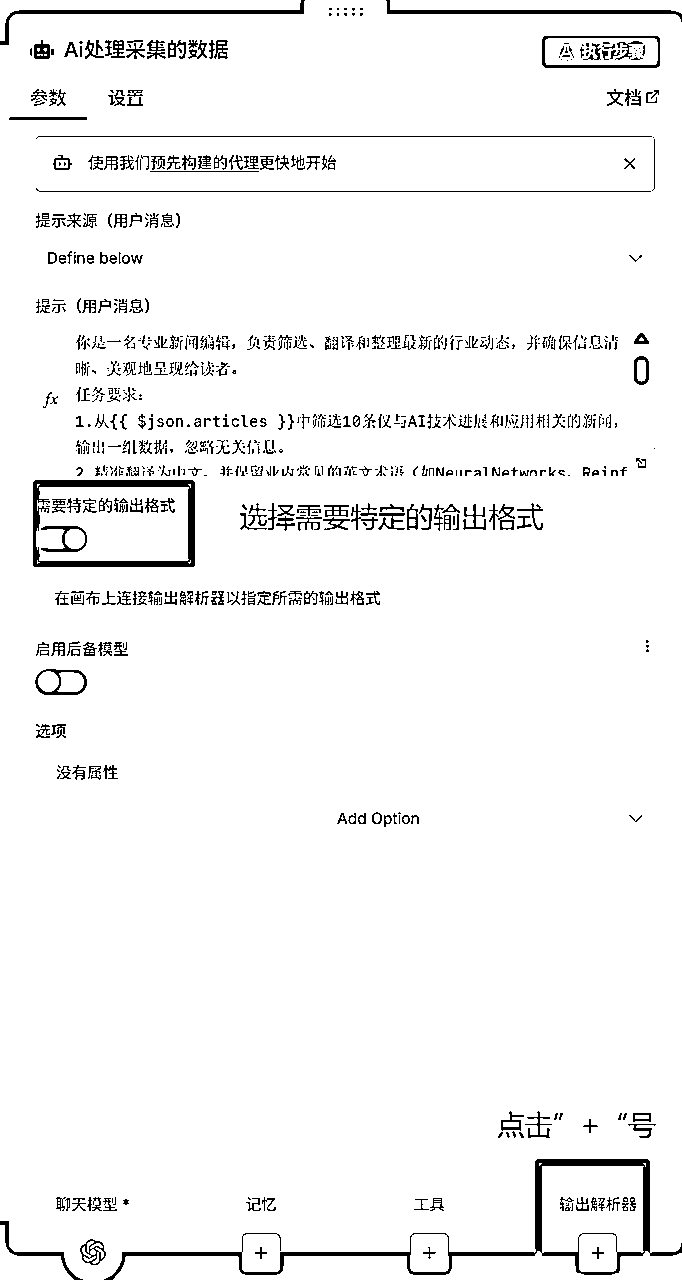 Ai处理采集的数据
执行步骤
参数
设置
文档
使用我们预先构建的代理更快地开始
提示来源（用户消息）
Define below
提示（用户消息）
你是一名专业新闻编辑，负责筛选、翻译和整理最新的行业动态，并确保信息清
晰、美观地呈现给读者。
fx
任务要求：
1.从{{ $json.articles }}中筛选10条仅与AI技术进展和应用相关的新闻，
输出一组数据，忽略无关信息。
2.精准翻译为中文，并保留业内常见的英文术语（如NeuralNetworks、Reinf
需要特定的输出格式
选择需要特定的输出格式
在画布上连接输出解析器以指定所需的输出格式
启用后备模型
选项
没有属性
Add Option
点击”+“号
聊天模型 *
记忆
工具
输出解析器